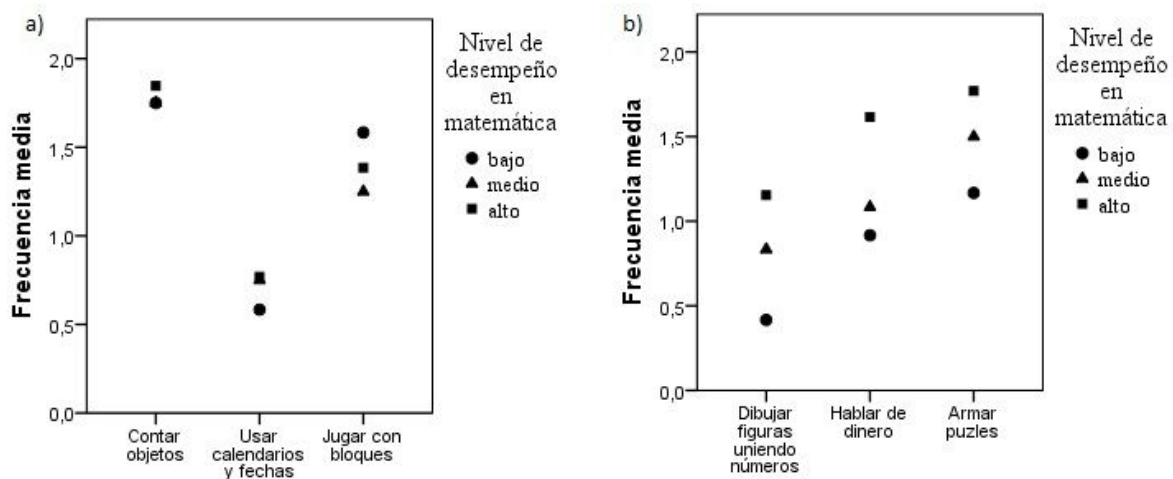 a)
Frecuencia media
2,0
1,5
1,0
0,5
0,0
Contar
objetos
Usar
calendarios
y fechas
Jugar con
bloques
Nivel de
desempeño
en
matemática
bajo
medio
alto
b)
Frecuencia media
2,0
1,5
1,0
0,5
0,0
Dibujar
figuras
uniendo
números
Hablar de
dinero
Armar
puzles
Nivel de
desempeño
en
matemática
bajo
medio
alto